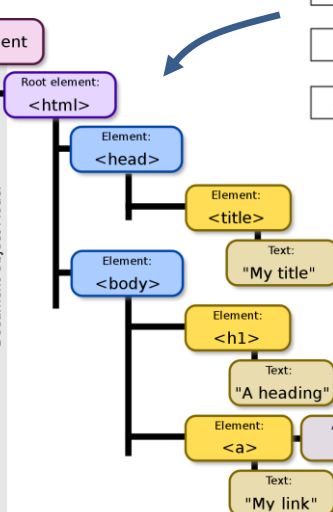 ent
Root element:
<html>
Element:
<head>
Element:
<title>
Text:
"My title"
Element:
<body>
Element:
<h1>
Text:
"A heading"
Element:
<a>
Text:
"My link"